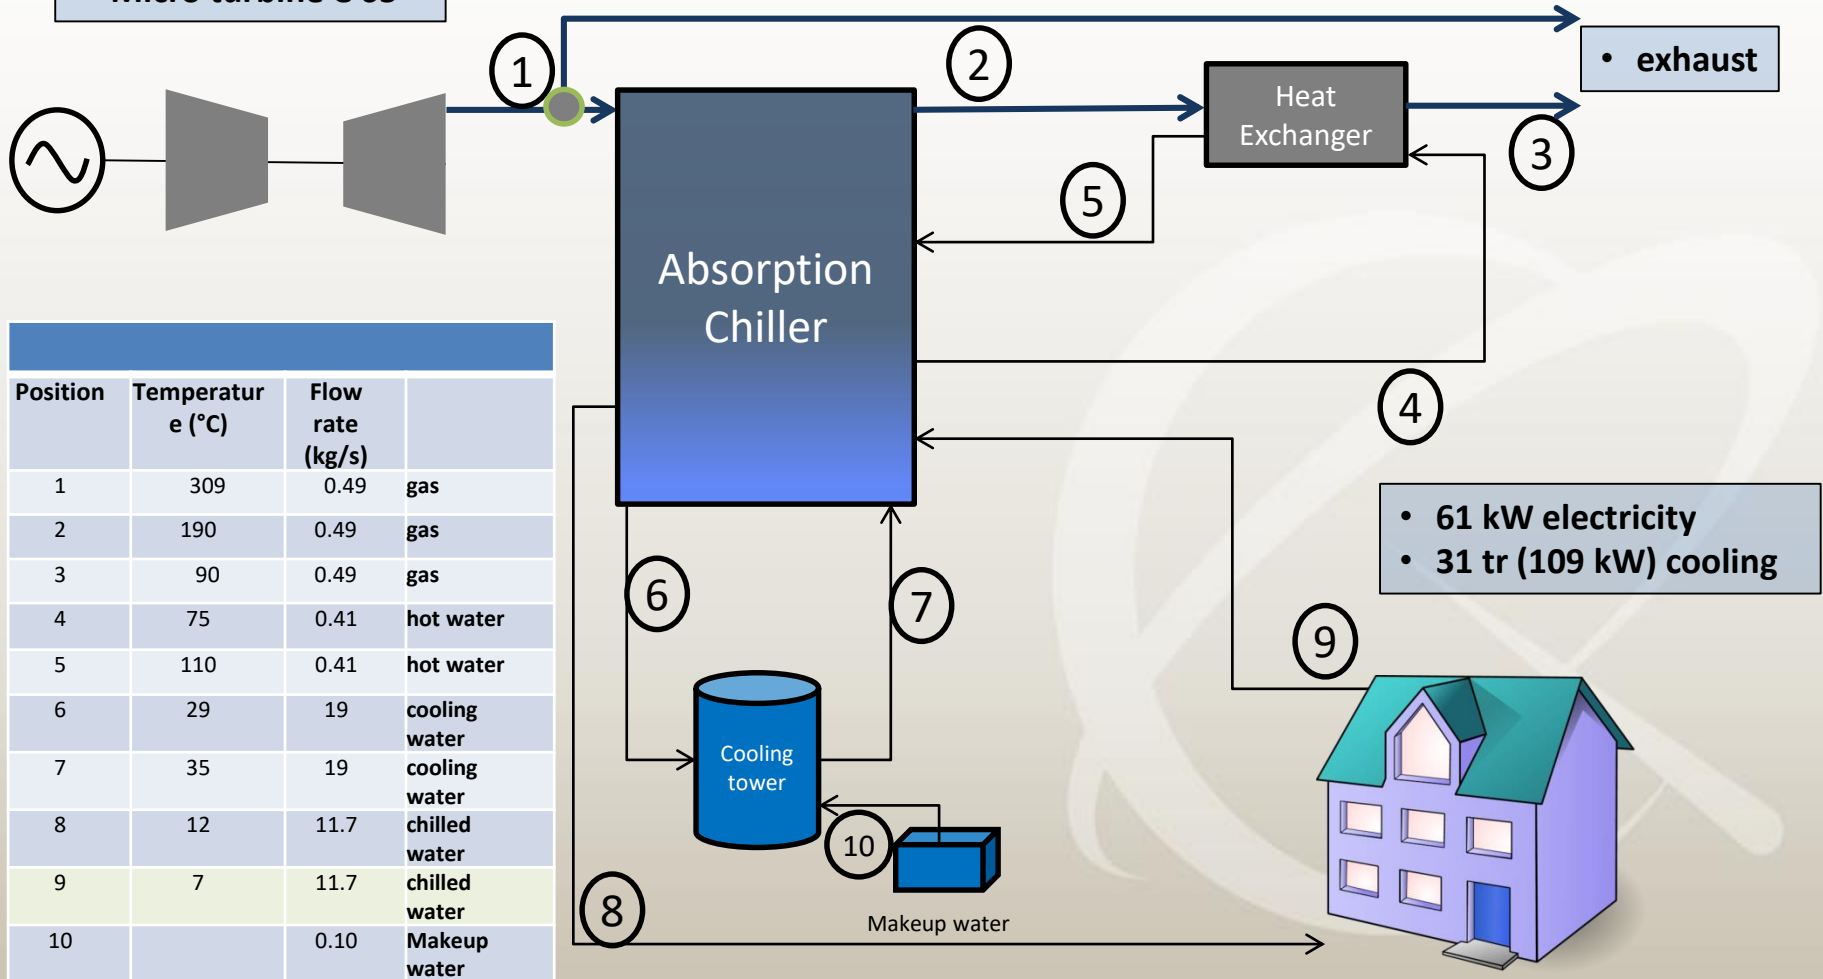 1
2
3
4
5
6
7
8
9
10
• exhaust
Heat
Exchanger
Absorption
Chiller
Cooling
tower
Makeup water
• 61 kW electricity
• 31 tr (109 kW) cooling
Position Temperatur Flow
e (°C) rate
(kg/s)
1 309 0.49 gas
2 190 0.49 gas
3 90 0.49 gas
4 75 0.41 hot water
5 110 0.41 hot water
6 29 19 cooling
water
7 35 19 cooling
water
8 12 11.7 chilled
water
9 7 11.7 chilled
water
10 0.10 Makeup
water